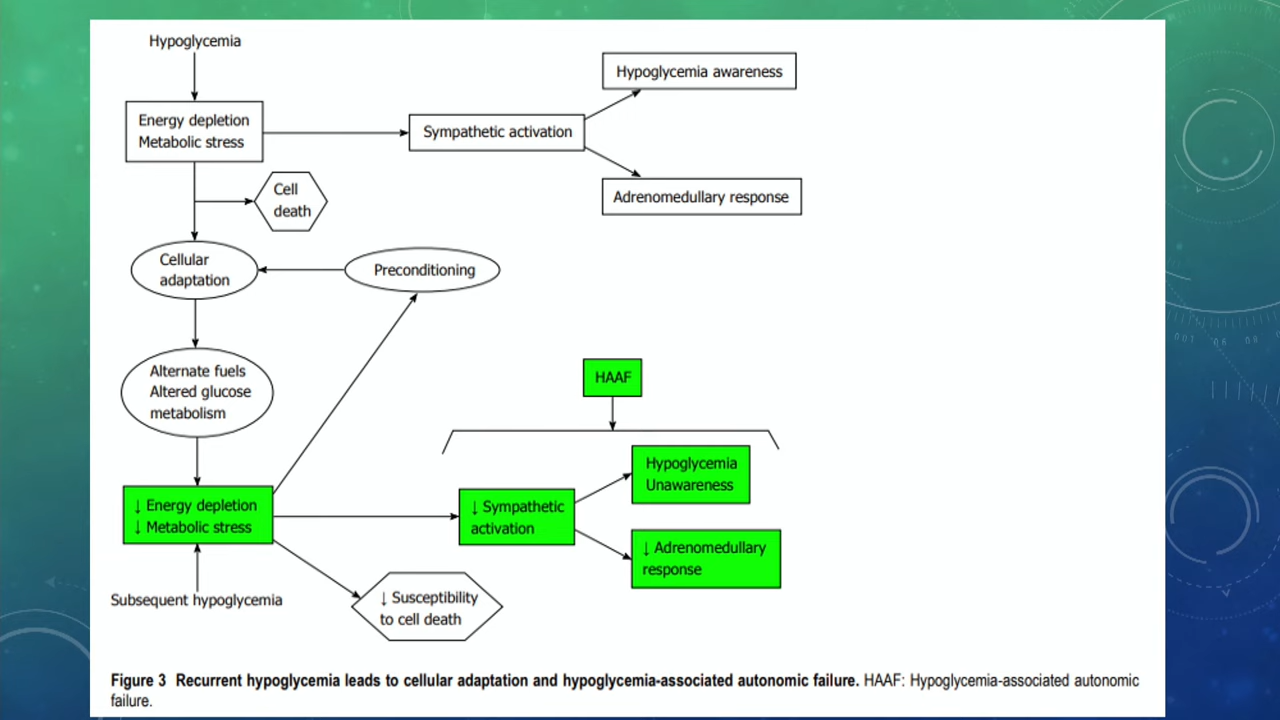 Hypoglycemia
Energy depletion
Metabolic stress
Sympathetic activation
Hypoglycemia awareness
Adrenomedullary response
Cell
death
Cellular
adaptation
Preconditioning
Alternate fuels
Altered glucose
metabolism
HAAF
↓ Energy depletion
↓ Metabolic stress
↓ Sympathetic
activation
Hypoglycemia
Unawareness
↓ Adrenomedullary
response
Subsequent hypoglycemia
↓ Susceptibility
to cell death
Figure 3 Recurrent hypoglycemia leads to cellular adaptation and hypoglycemia-associated autonomic failure. HAAF: Hypoglycemia-associated autonomic
failure.